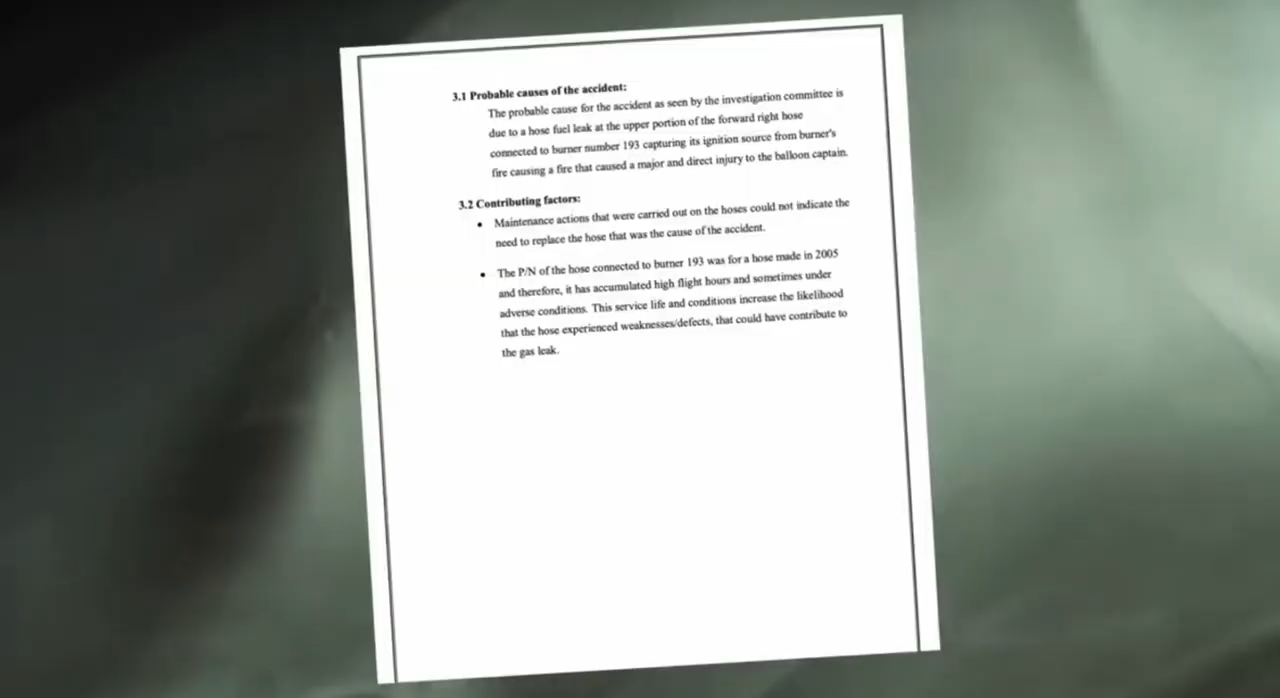 3.1 Probable causes of the accident:
The probable cause for the accident as seen by the investigation committee is
due to a hose fuel leak at the upper portion of the forward right hose
connected to burner number 193 capturing its ignition source from burner's
fire causing a fire that caused a major and direct injury to the balloon captain.
3.2 Contributing factors:
• Maintenance actions that were carried out on the hoses could not indicate the
need to replace the hose that was the cause of the accident.
• The P/N of the hose connected to burner 193 was for a hose made in 2005
and therefore, it has accumulated high flight hours and sometimes under
adverse conditions. This service life and conditions increase the likelihood
that the hose experienced weaknesses/defects, that could have contribute to
the gas leak.